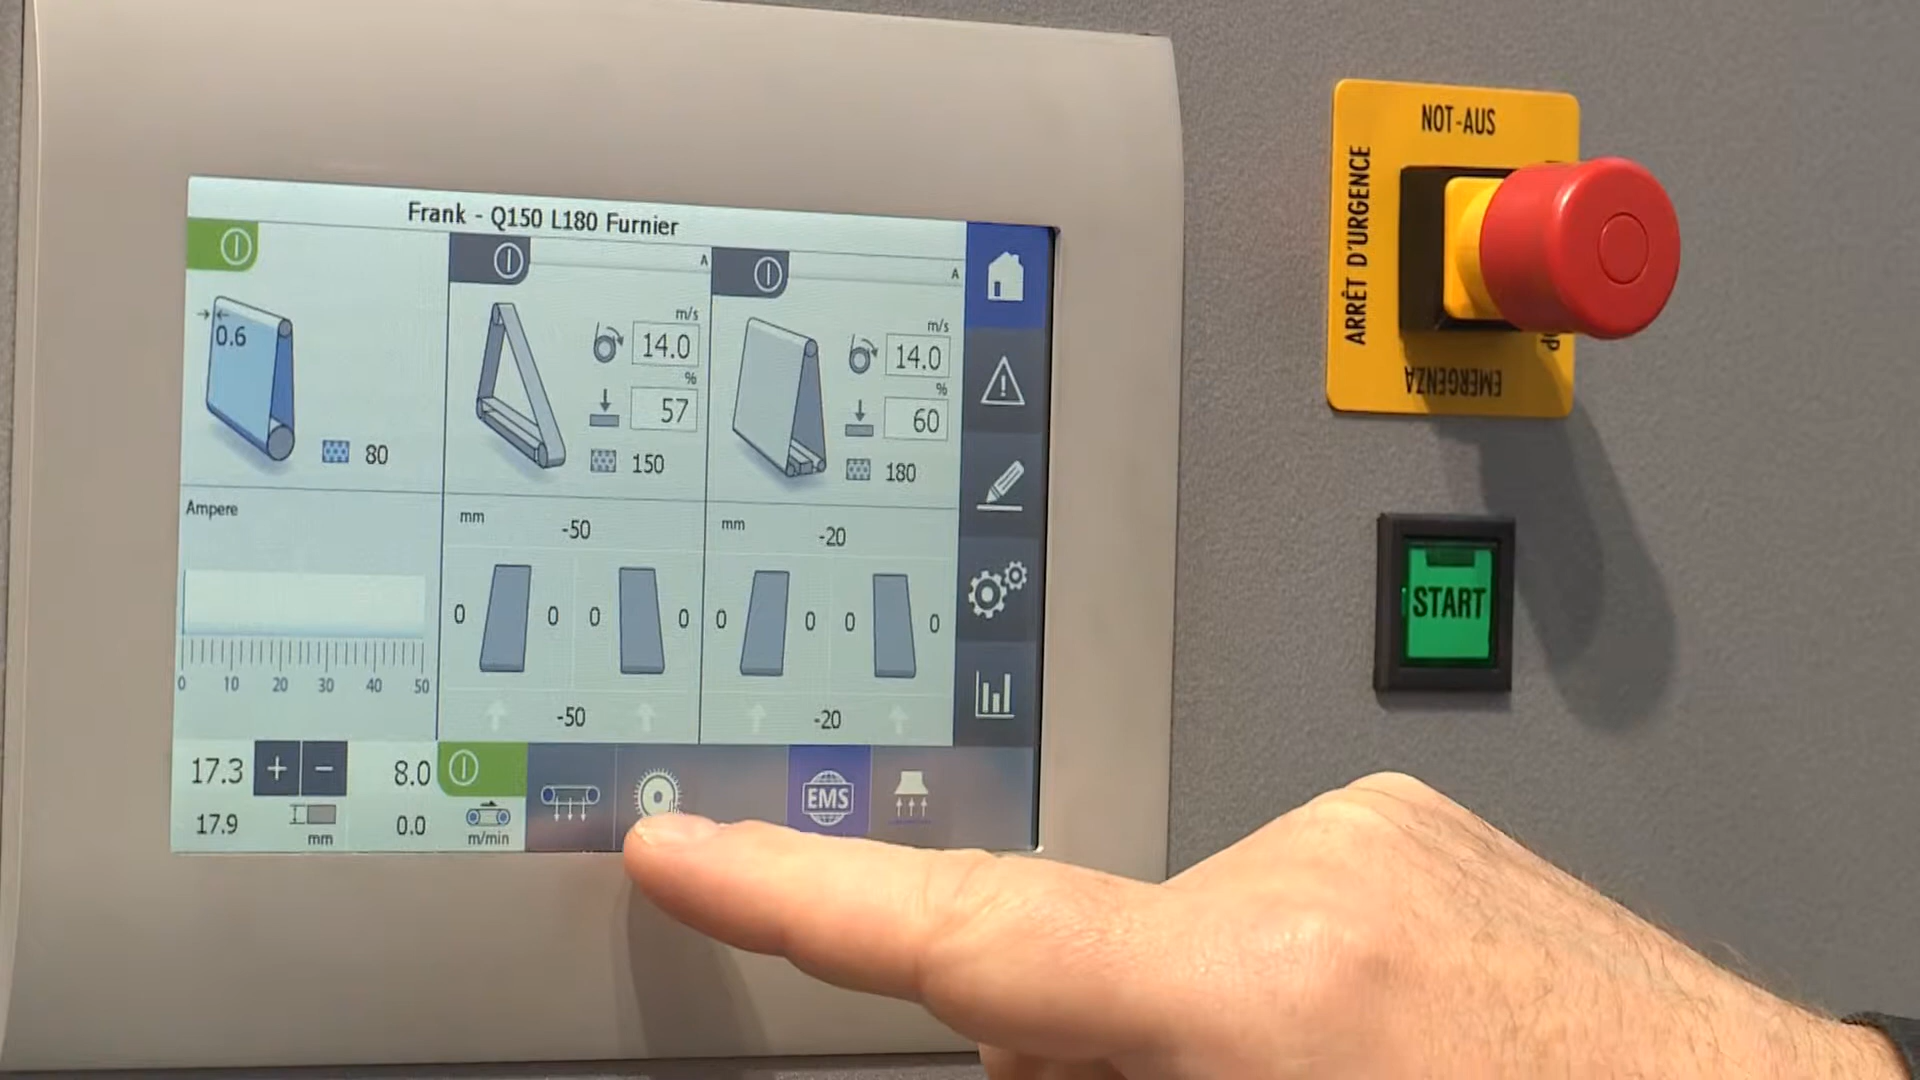 Frank - Q150 L180 Furnier
A
A
0.6
80
m/s
14.0
%
57
150
m/s
14.0
%
60
180
Ampere
0 10 20 30 40 50
mm
-50
0 0 0 0
-50
mm
-20
0 0 0 0
-20
17.3 + −
8.0
17.9
mm
0.0
m/min
EMS
NOT-AUS
ARRÊT D'URGENCE
EMERGENZA
START